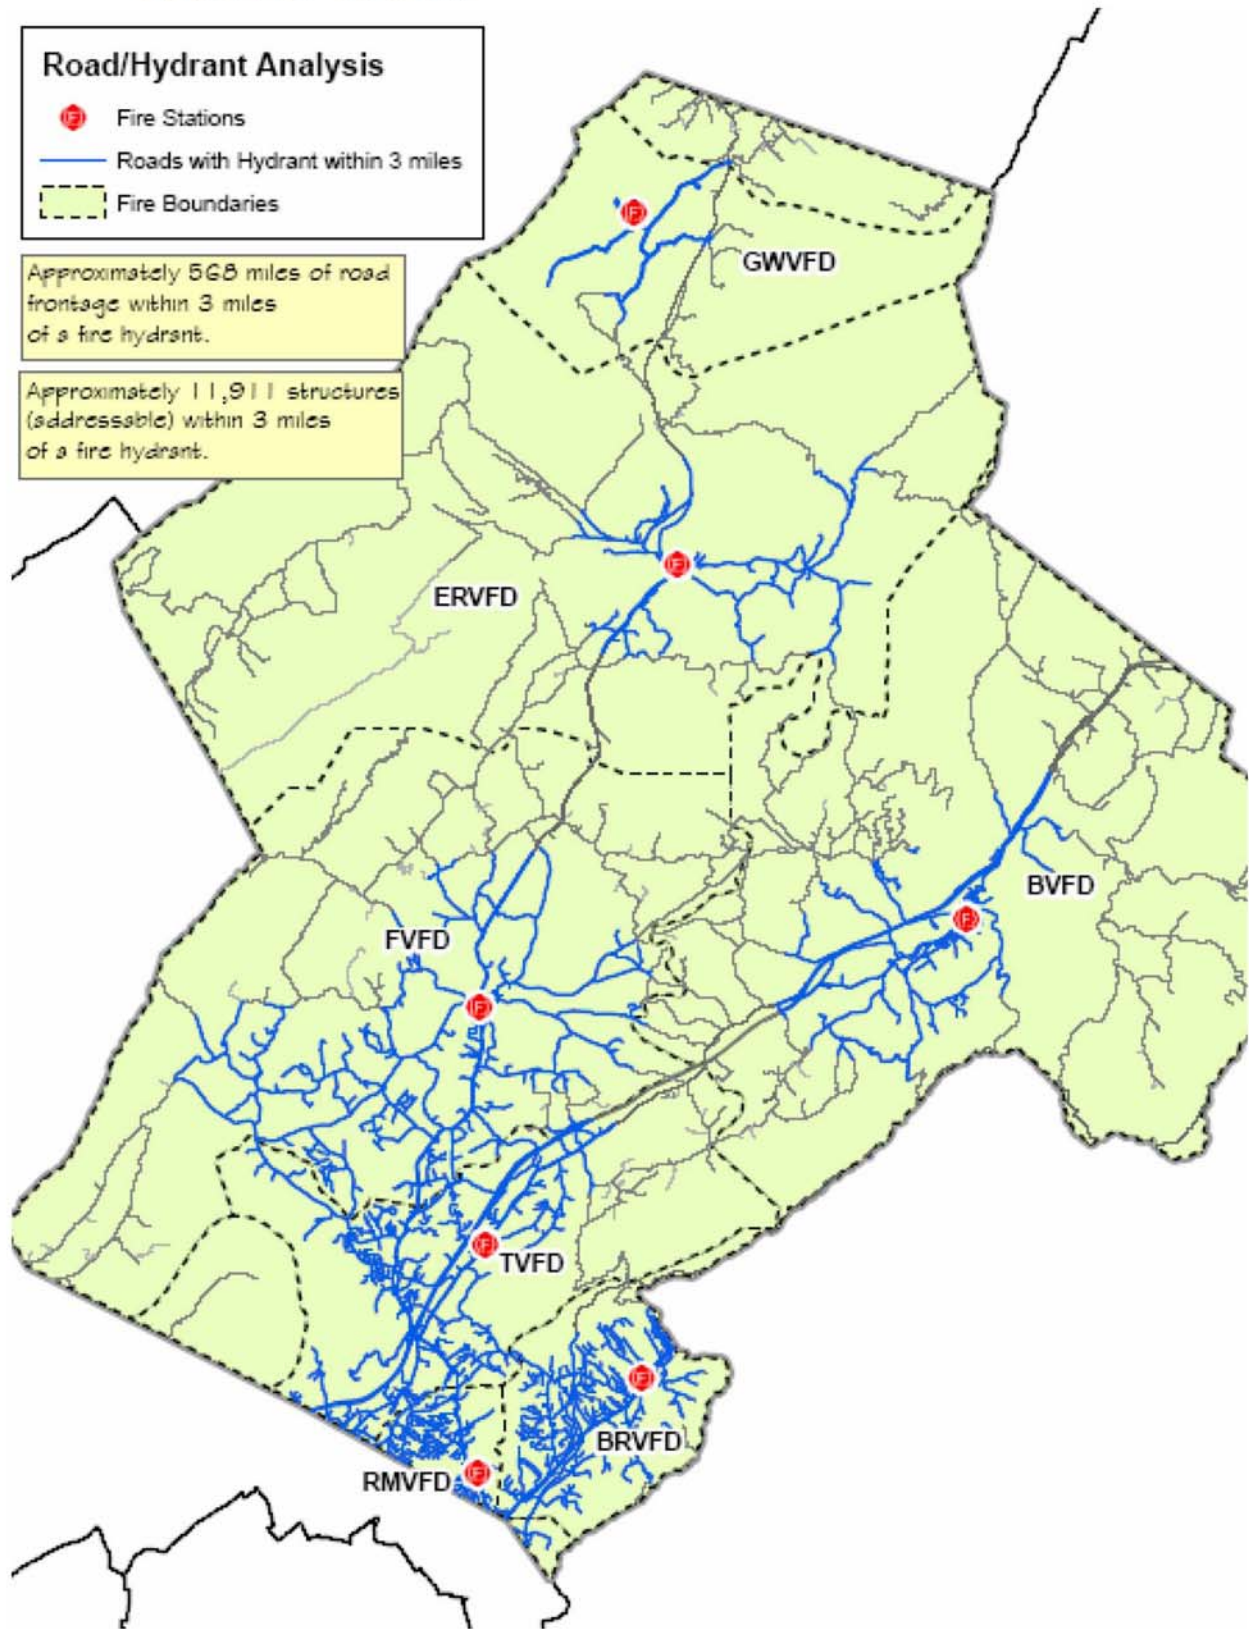 Road/Hydrant Analysis
F Fire Stations
Roads with Hydrant within 3 miles
Fire Boundaries
Approximately 568 miles of road
frontage within 3 miles
of a fire hydrant.
Approximately 11,911 structures
(addressable) within 3 miles
of a fire hydrant.
F
GWVFD
F
ERVFD
BVFD
F
FVFD
F
F
TVFD
F
BRVFD
RMVFD
F